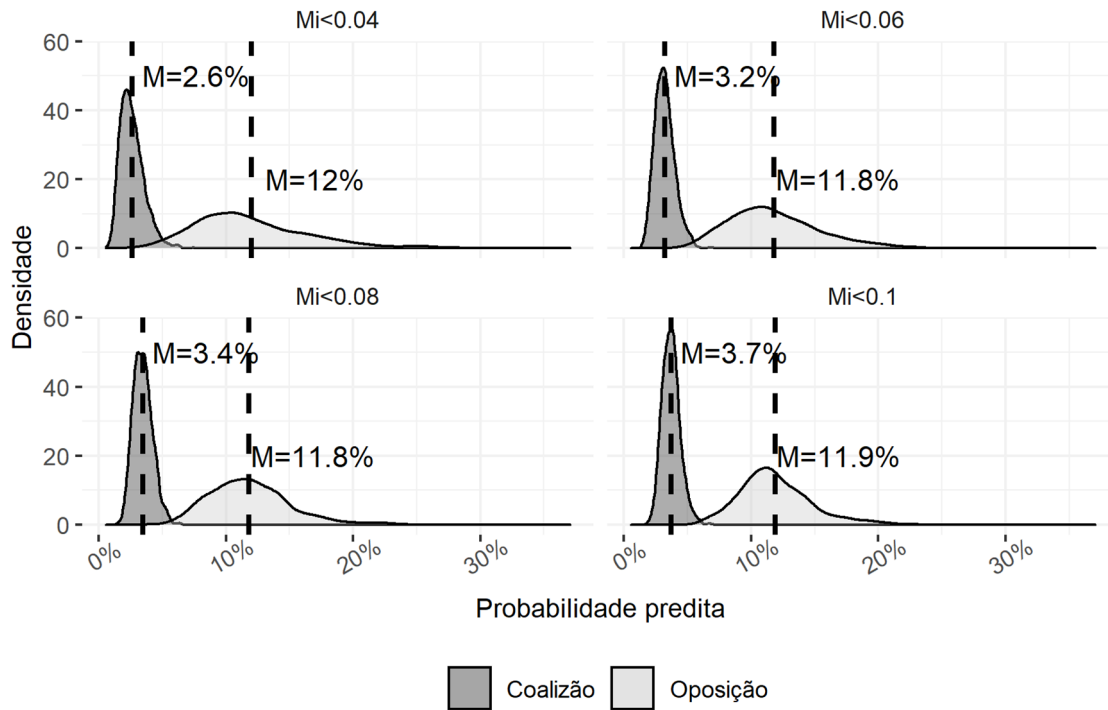 Mi<0.04
Mi<0.06
60
40
20
0
M=2.6%
M=12%
M=3.2%
M=11.8%
Densidade
Mi<0.08
Mi<0.1
60
40
20
0
M=3.4%
M=11.8%
M=3.7%
M=11.9%
0%
10%
20%
30%
0%
10%
20%
30%
Probabilidade predita
Coalizão
Oposição